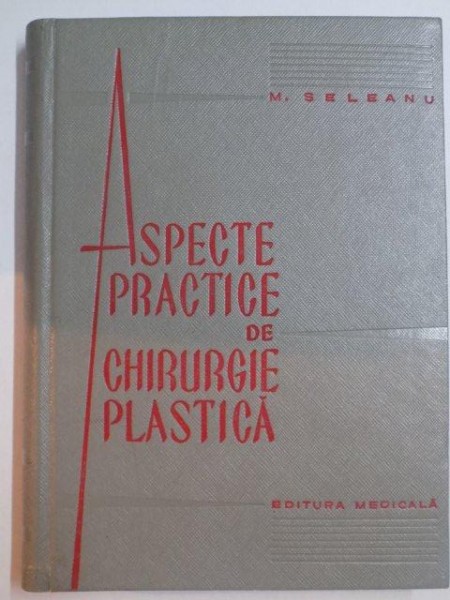 M. SELEANU
ASPECTE
PRACTICE
DE
CHIRURGIE
PLASTICĂ
EDITURA MEDICALĂ